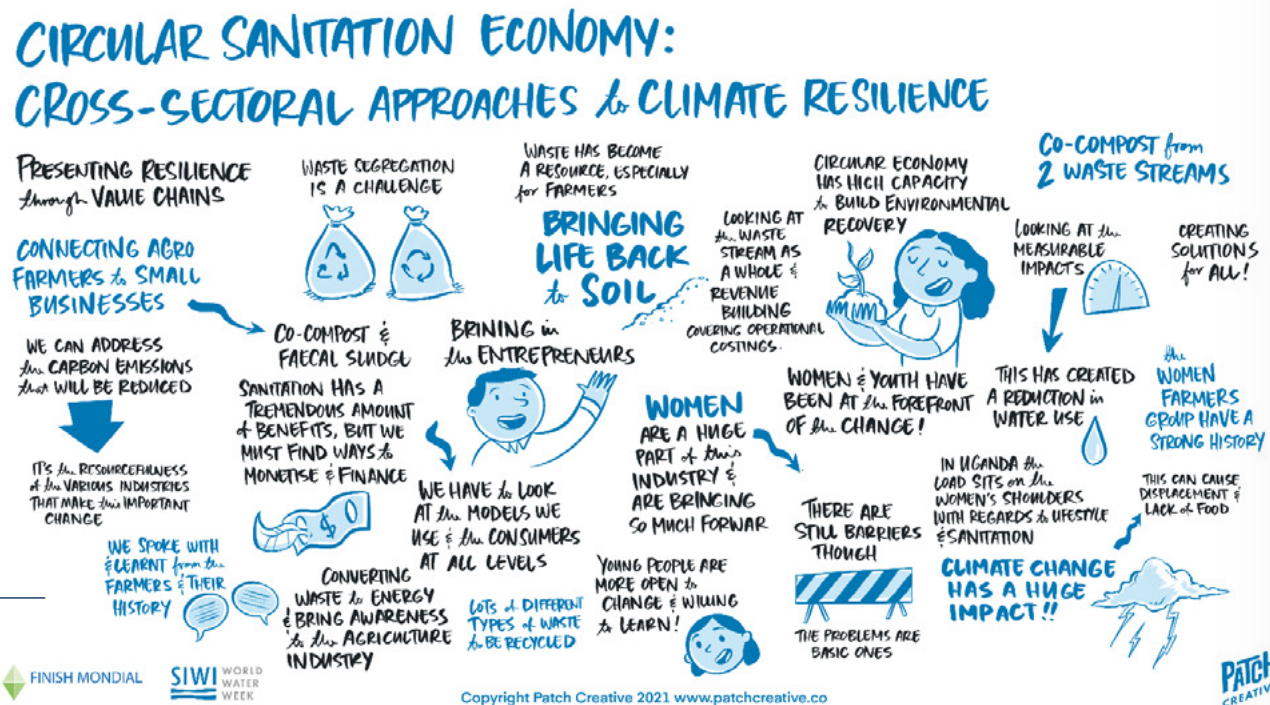 CIRCULAR SANITATION ECONOMY:
CROSS-SECTORAL APPROACHES to CLIMATE RESILIENCE
PRESENTING RESILIENCE
through VALUE CHAINS
CONNECTING AGRO
FARMERS to SMALL
BUSINESSES
WE CAN ADDRESS
the CARBON EMISSIONS
that WILL BE REDUCED
IT'S the RESOURCEFULNESS
of the VARIOUS INDUSTRIES
THAT MAKE this IMPORTANT
CHANGE
WE SPOKE WITH
& LEARNT from the
FARMERS & THEIR
HISTORY
WASTE SEGREGATION
IS A CHALLENGE
CO-COMPOST &
FAECAL SLUDGE
SANITATION HAS A
TREMENDOUS AMOUNT
of BENEFITS, BUT WE
MUST FIND WAYS to
MONETISE & FINANCE
$
CONVERTING
WASTE to ENERGY
& BRING AWARENESS
to the AGRICULTURE
INDUSTRY
WASTE HAS BECOME
A RESOURCE, ESPECIALLY
for FARMERS
BRINGING
LIFE BACK
to SOIL
BRINING in
the ENTREPRENEURS
WE HAVE to LOOK
AT the MODELS WE
USE & the CONSUMERS
AT ALL LEVELS
LOTS of DIFFERENT
TYPES of WASTE
to BE RECYCLED
LOOKING AT
the WASTE
STREAM AS
A WHOLE &
REVENUE
BUILDING
COVERING OPERATIONAL
COSTINGS.
WOMEN
ARE A HUGE
PART of this
INDUSTRY &
ARE BRINGING
SO MUCH FORWAR
YOUNG PEOPLE ARE
MORE OPEN to
CHANGE & WILLING
to LEARN!
CIRCULAR ECONOMY
HAS HIGH CAPACITY
to BUILD ENVIRONMENTAL
RECOVERY
WOMEN & YOUTH HAVE
BEEN AT the FOREFRONT
OF the CHANGE!
THERE ARE
STILL BARRIERS
THOUGH
THE PROBLEMS ARE
BASIC ONES
CO-COMPOST from
2 WASTE STREAMS
LOOKING AT the
MEASURABLE
IMPACTS
CREATING
SOLUTIONS
for ALL!
THIS HAS CREATED
A REDUCTION in
WATER USE
the
WOMEN
FARMERS
GROUP HAVE A
STRONG HISTORY
IN UGANDA the
LOAD SITS on the
WOMEN'S SHOULDERS
WITH REGARDS to LIFESTYLE
& SANITATION
CLIMATE CHANGE
HAS A HUGE
IMPACT!!
THIS CAN CAUSE
DISPLACEMENT &
LACK of FOOD
FINISH MONDIAL
SIWI WORLD
WATER
WEEK
Copyright Patch Creative 2021 www.patchcreative.co
PATCH
CREATIV